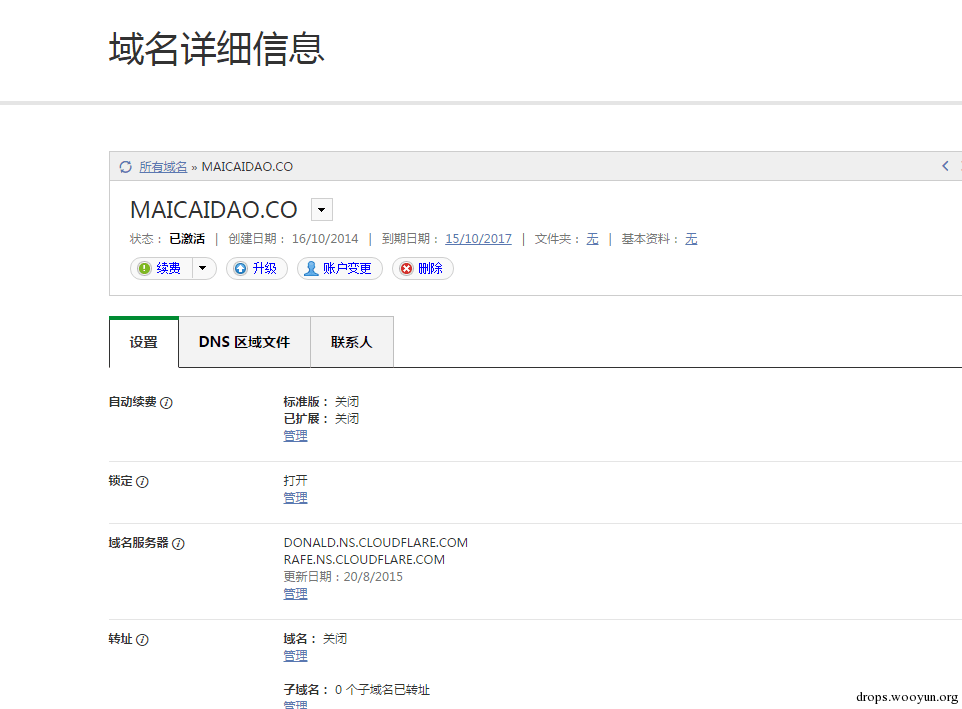 域名详细信息
所有域名 » MAICAIDAO.CO
MAICAIDAO.CO
状态： 已激活 | 创建日期： 16/10/2014 | 到期日期： 15/10/2017 | 文件夹： 无 | 基本资料： 无
续费 升级 账户变更 删除
设置 DNS 区域文件 联系人
自动续费 标准版： 关闭
已扩展： 关闭
管理
锁定 打开
管理
域名服务器 DONALD.NS.CLOUDFLARE.COM
RAFE.NS.CLOUDFLARE.COM
更新日期：20/8/2015
管理
转址 域名： 关闭
管理
子域名： 0 个子域名已转址
管理
drops.wooyun.org